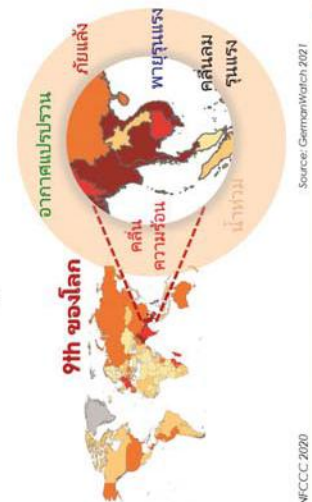 อากาศแปรปรวน
ภัยแล้ง
9th ของโลก
คลื่น
ความร้อน
พายุรุนแรง
คลื่นลม
รุนแรง
น้ำท่วม
NFCCC 2020
Source: GermanWatch 2021